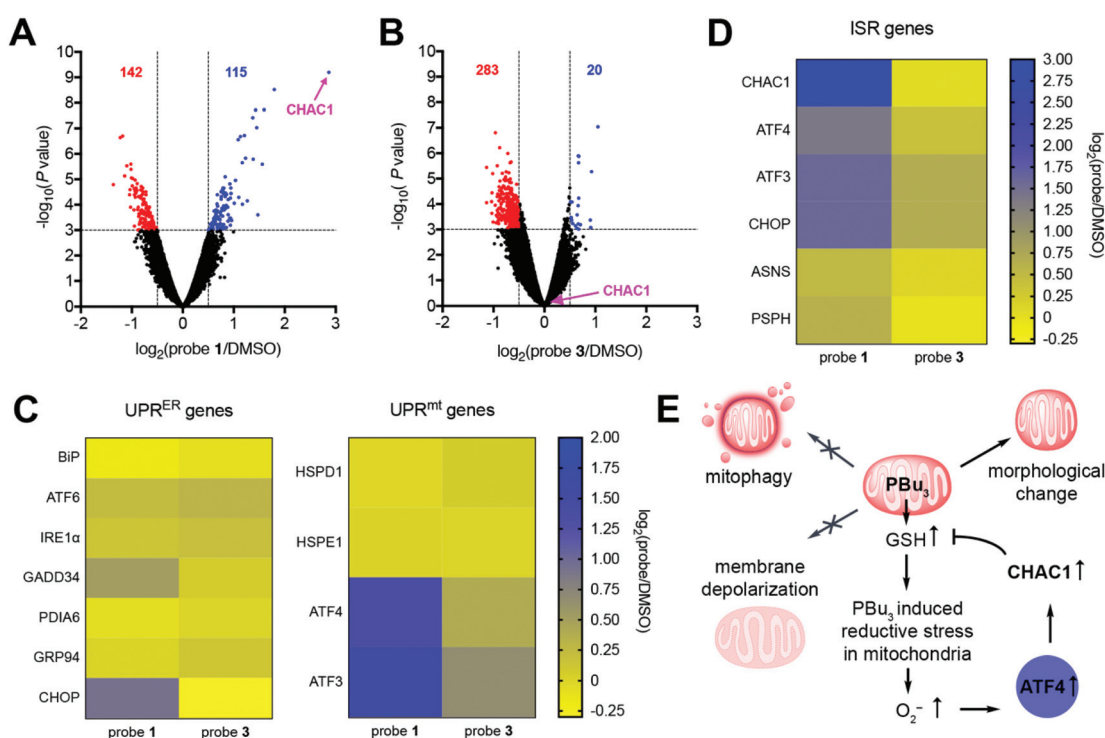 A
10
9
8
7
6
5
4
3
2
1
0
-log10(P value)
142
115
CHAC1
-2
-1
0
1
2
3
log2(probe 1/DMSO)
B
10
9
8
7
6
5
4
3
2
1
0
-log10(P value)
283
20
CHAC1
-2
-1
0
1
2
3
log2(probe 3/DMSO)
D
ISR genes
CHAC1
ATF4
ATF3
CHOP
ASNS
PSPH
probe 1
probe 3
3.00
2.75
2.50
2.25
2.00
1.75
1.50
1.25
1.00
0.75
0.50
0.25
0
-0.25
log2(probe/DMSO)
C
UPRER genes
BiP
ATF6
IRE1α
GADD34
PDIA6
GRP94
CHOP
probe 1
probe 3
UPRmt genes
HSPD1
HSPE1
ATF4
ATF3
probe 1
probe 3
2.00
1.75
1.50
1.25
1.00
0.75
0.50
0.25
0
-0.25
log2(probe/DMSO)
E
mitophagy
PBu3
morphological
change
GSH↑
membrane
depolarization
CHAC1↑
PBu3 induced
reductive stress
in mitochondria
O2− ↑
ATF4↑